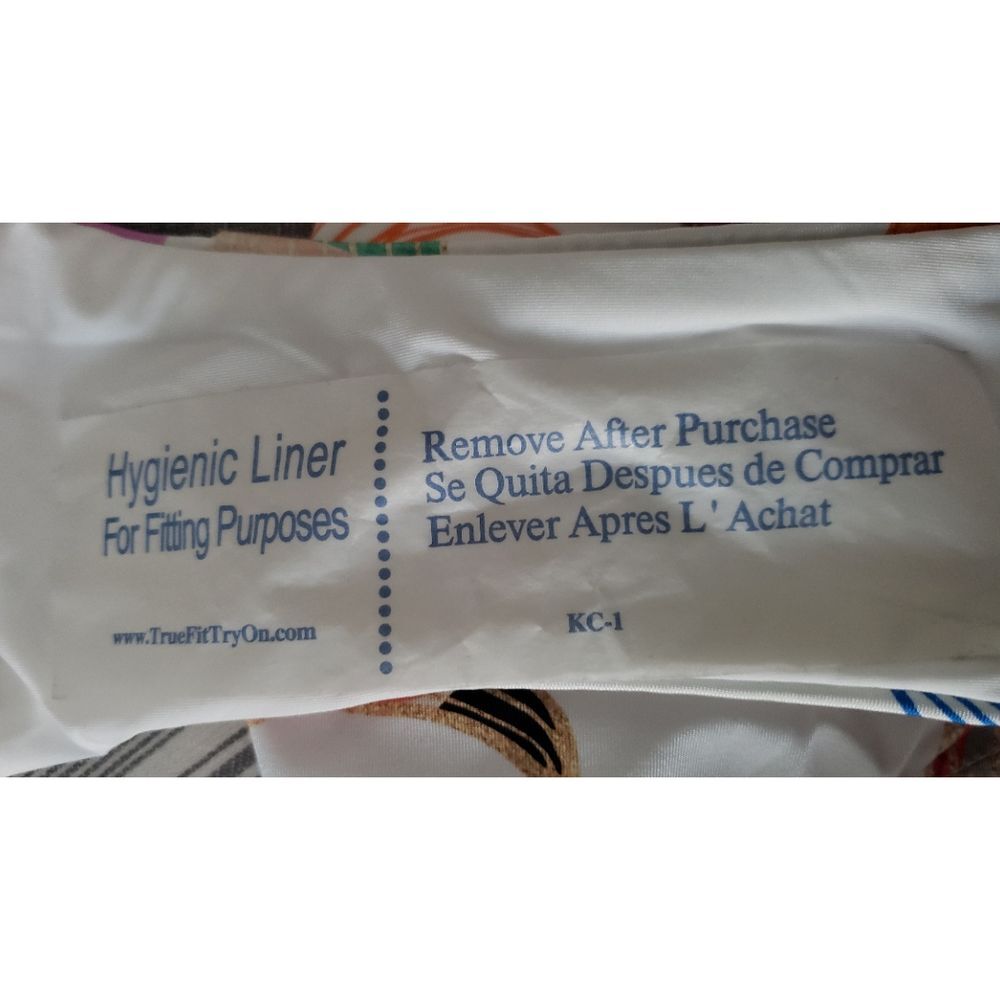 Hygienic Liner
For Fitting Purposes
www.TrueFitTryOn.com
Remove After Purchase
Se Quita Despues de Comprar
Enlever Apres L' Achat
KC-1